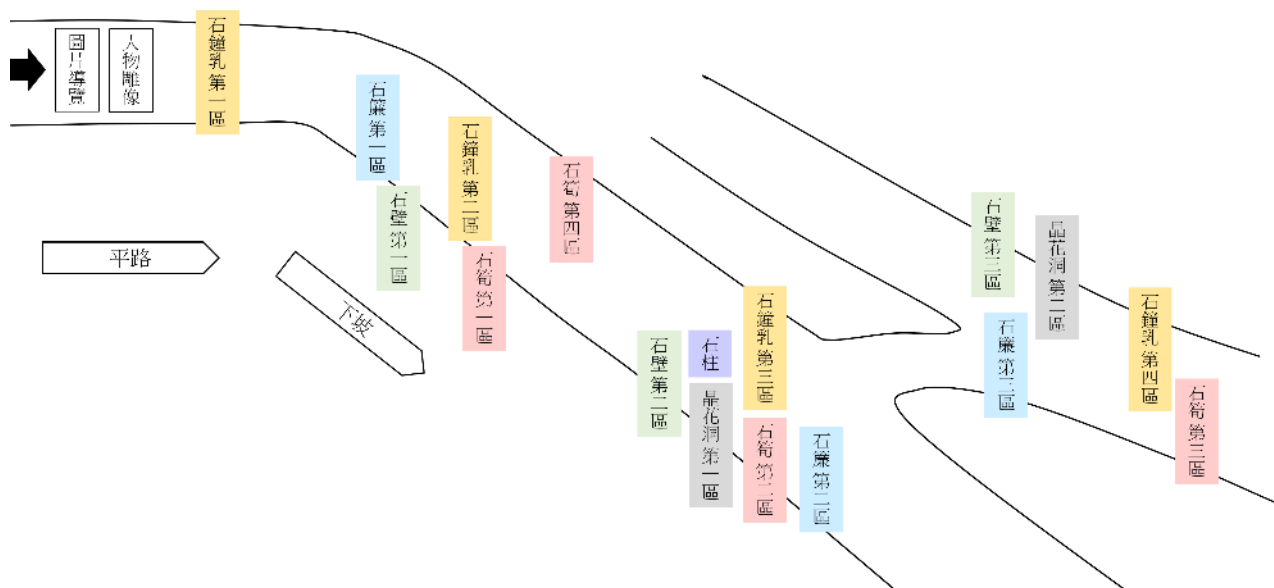 圖片導覽
人物雕像
石鐘乳 第一區
石簾 第一區
石壁 第一區
石鐘乳 第二區
石筍 第一區
石筍 第四區
平路
下坡
石壁 第二區
石柱
晶花洞 第一區
石鐘乳 第三區
石筍 第二區
石簾 第二區
石壁 第三區
晶花洞 第二區
石簾 第三區
石鐘乳 第四區
石筍 第三區